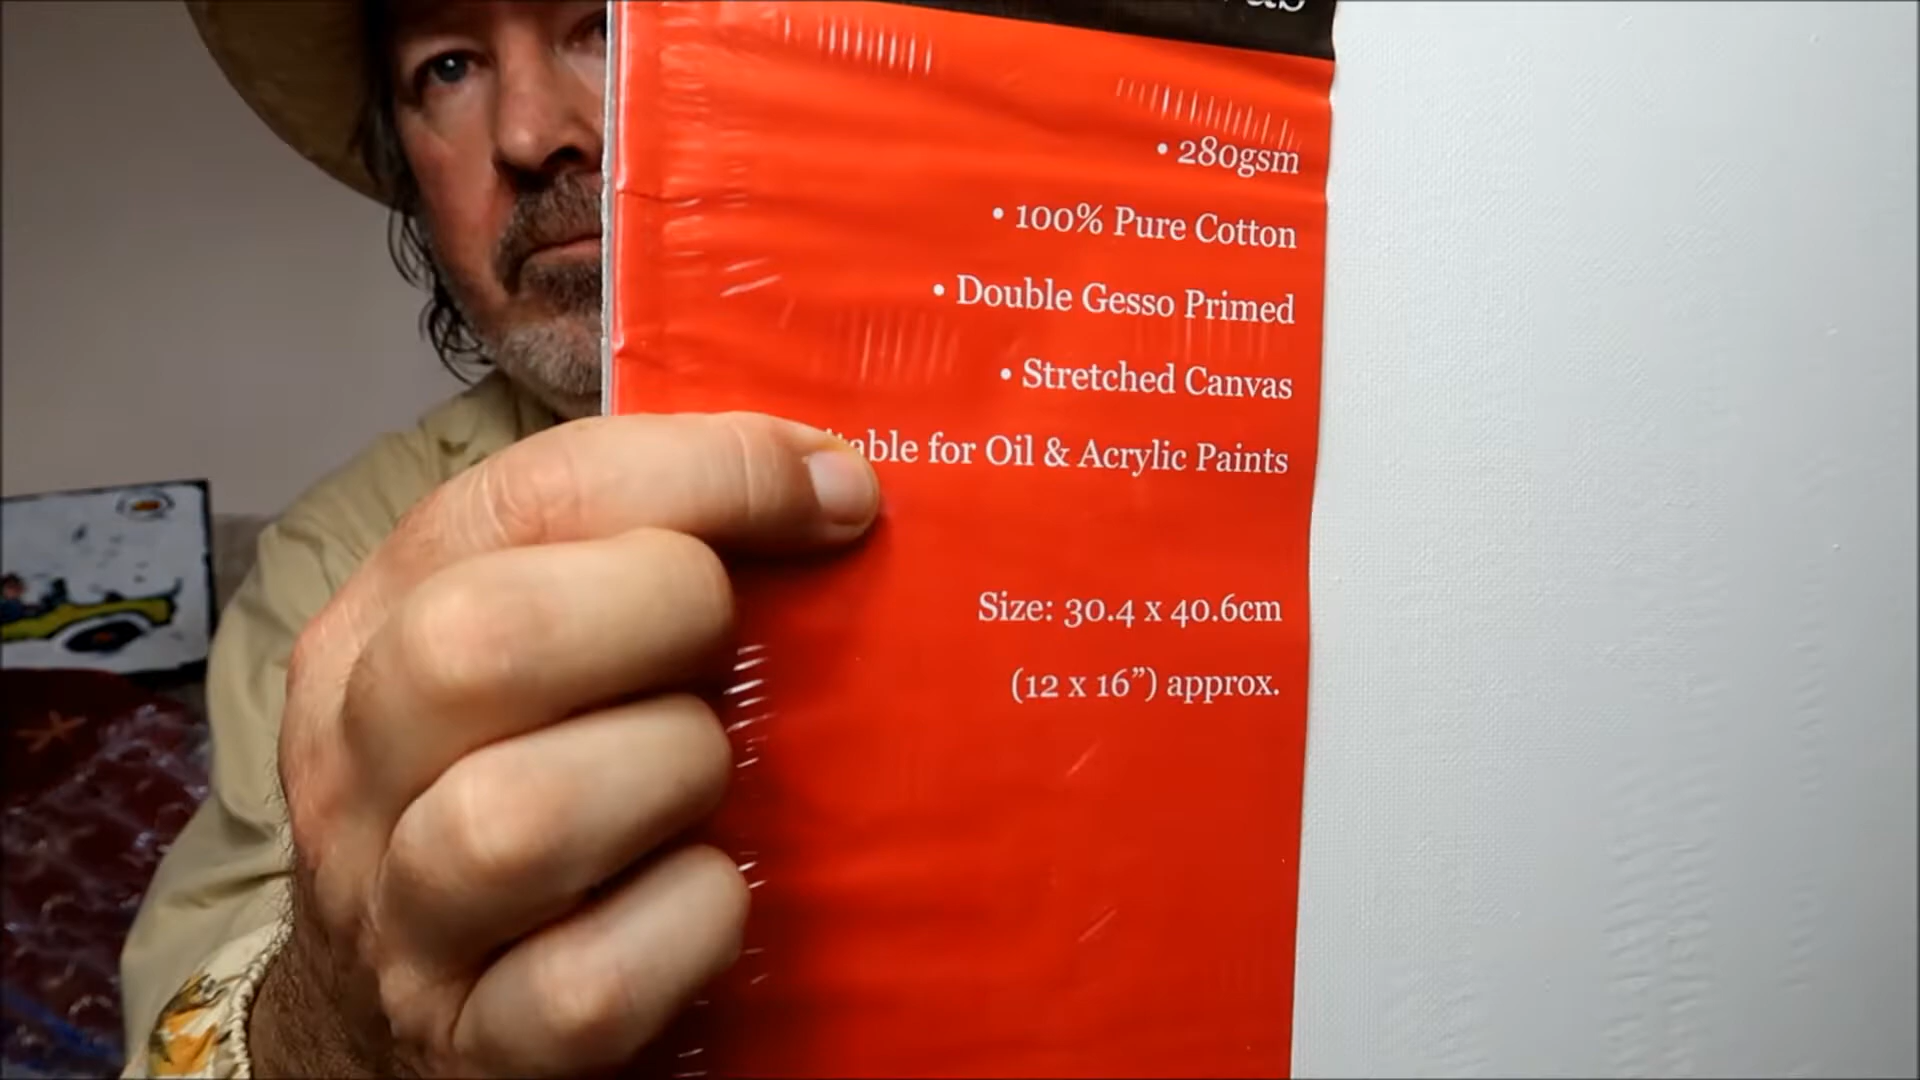 • 280gsm
• 100% Pure Cotton
• Double Gesso Primed
• Stretched Canvas
for Oil & Acrylic Paints
Size: 30.4 x 40.6cm
(12 x 16”) approx.